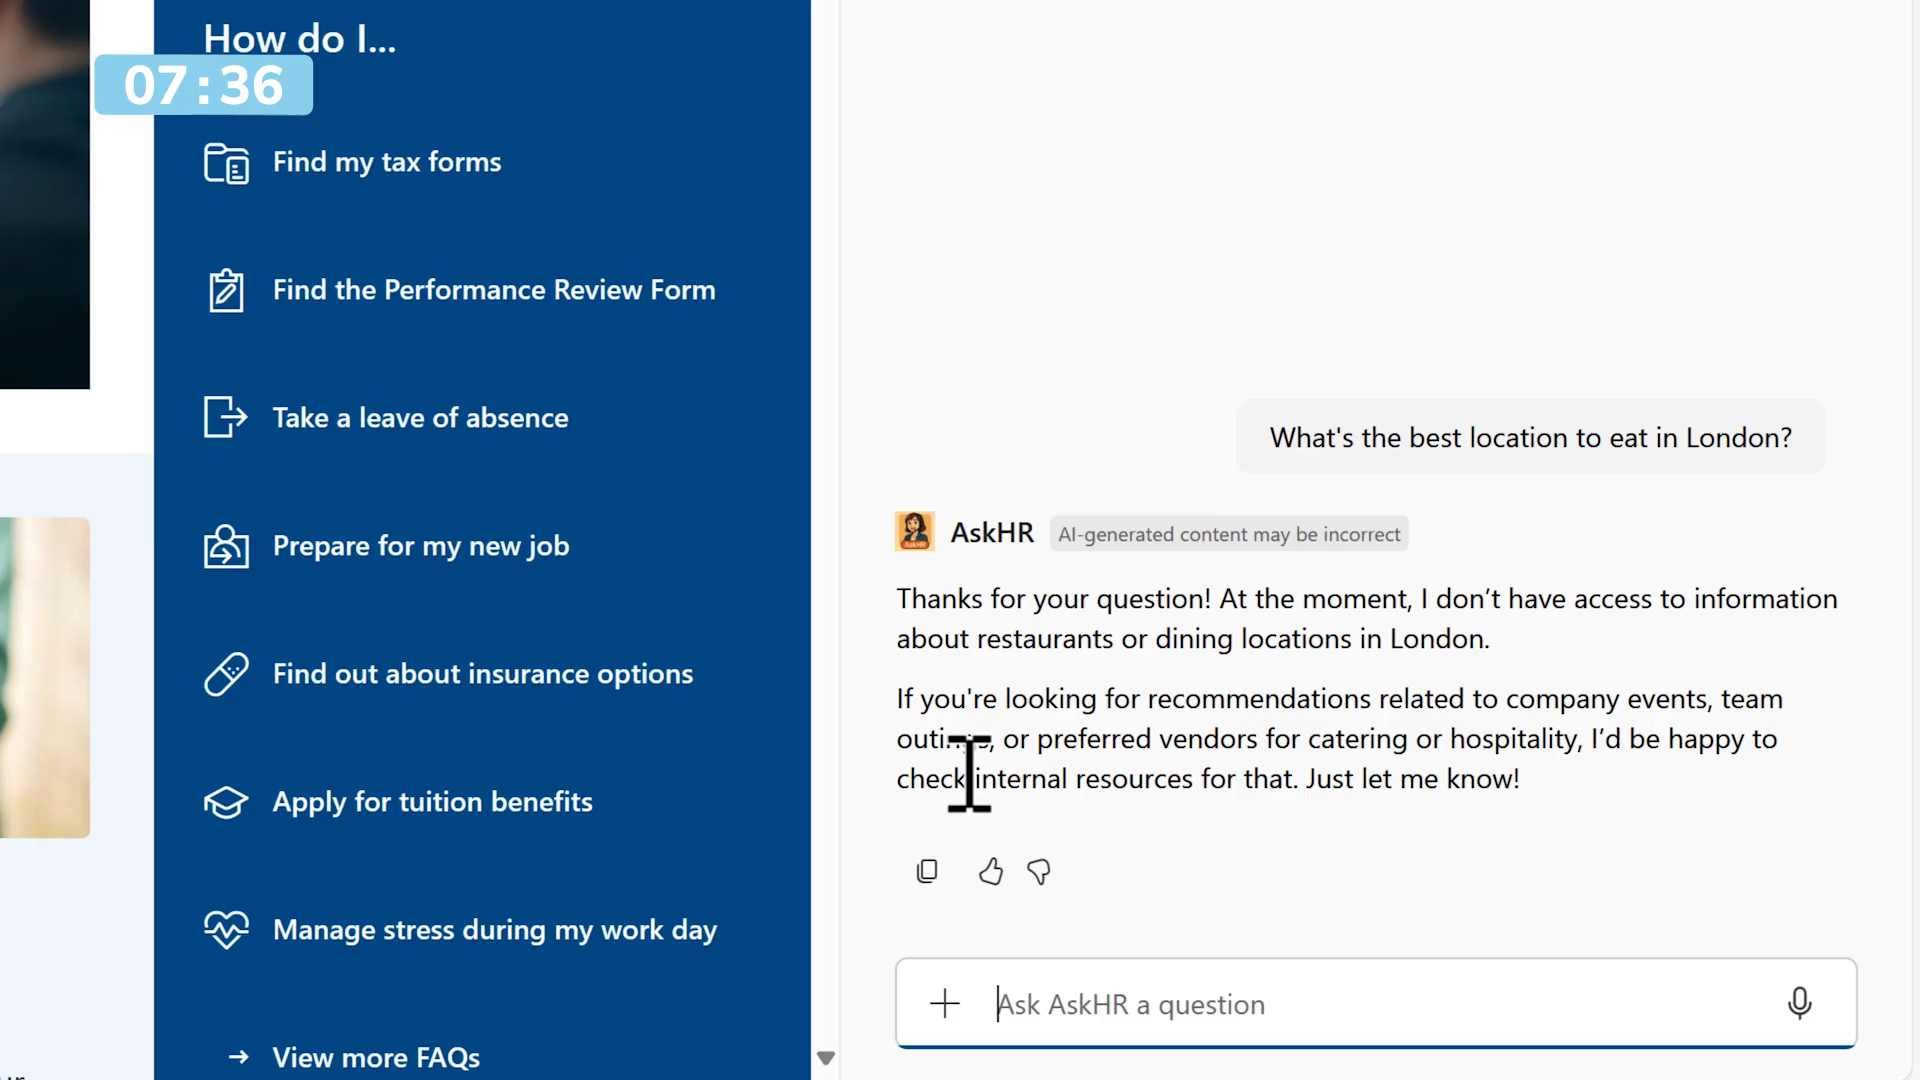 How do I...
07:36
Find my tax forms
Find the Performance Review Form
Take a leave of absence
Prepare for my new job
Find out about insurance options
Apply for tuition benefits
Manage stress during my work day
View more FAQs
What's the best location to eat in London?
AskHR AI-generated content may be incorrect
Thanks for your question! At the moment, I don’t have access to information
about restaurants or dining locations in London.
If you're looking for recommendations related to company events, team
outings, or preferred vendors for catering or hospitality, I’d be happy to
check internal resources for that. Just let me know!
Ask AskHR a question